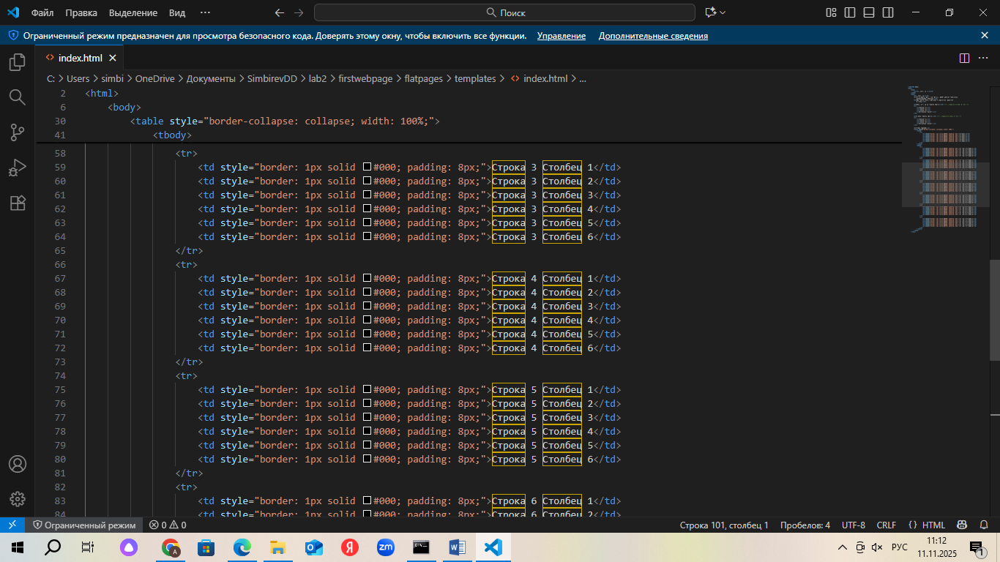 Файл Правка Выделение Вид ··· Поиск
Ограниченный режим предназначен для просмотра безопасного кода. Доверять этому окну, чтобы включить все функции. Управление Дополнительные сведения
index.html
C: > Users > simbi > OneDrive > Документы > SimbirevDD > lab2 > firstwebpage > flatpages > templates > index.html > ...
2 <html>
6 <body>
30 <table style="border-collapse: collapse; width: 100%;">
41 <tbody>
58 <tr>
59 <td style="border: 1px solid #000; padding: 8px;">Строка 3 Столбец 1</td>
60 <td style="border: 1px solid #000; padding: 8px;">Строка 3 Столбец 2</td>
61 <td style="border: 1px solid #000; padding: 8px;">Строка 3 Столбец 3</td>
62 <td style="border: 1px solid #000; padding: 8px;">Строка 3 Столбец 4</td>
63 <td style="border: 1px solid #000; padding: 8px;">Строка 3 Столбец 5</td>
64 <td style="border: 1px solid #000; padding: 8px;">Строка 3 Столбец 6</td>
65 </tr>
66 <tr>
67 <td style="border: 1px solid #000; padding: 8px;">Строка 4 Столбец 1</td>
68 <td style="border: 1px solid #000; padding: 8px;">Строка 4 Столбец 2</td>
69 <td style="border: 1px solid #000; padding: 8px;">Строка 4 Столбец 3</td>
70 <td style="border: 1px solid #000; padding: 8px;">Строка 4 Столбец 4</td>
71 <td style="border: 1px solid #000; padding: 8px;">Строка 4 Столбец 5</td>
72 <td style="border: 1px solid #000; padding: 8px;">Строка 4 Столбец 6</td>
73 </tr>
74 <tr>
75 <td style="border: 1px solid #000; padding: 8px;">Строка 5 Столбец 1</td>
76 <td style="border: 1px solid #000; padding: 8px;">Строка 5 Столбец 2</td>
77 <td style="border: 1px solid #000; padding: 8px;">Строка 5 Столбец 3</td>
78 <td style="border: 1px solid #000; padding: 8px;">Строка 5 Столбец 4</td>
79 <td style="border: 1px solid #000; padding: 8px;">Строка 5 Столбец 5</td>
80 <td style="border: 1px solid #000; padding: 8px;">Строка 5 Столбец 6</td>
81 </tr>
82 <tr>
83 <td style="border: 1px solid #000; padding: 8px;">Строка 6 Столбец 1</td>
84 <td style="border: 1px solid #000; padding: 8px;">Строка 6 Столбец 2</td>
Ограниченный режим 0 0 Строка 101, столбец 1 Пробелов: 4 UTF-8 CRLF {} HTML
A Я zm W РУС 11:12
11.11.2025 1